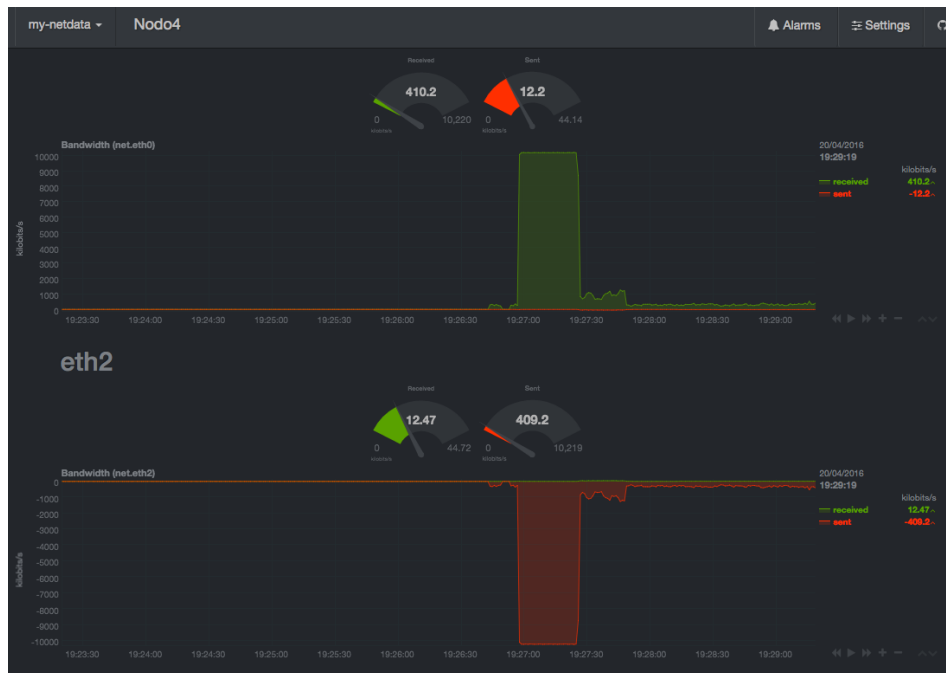 my-netdata Nodo4 Alarms Settings
Received Sent
410.2 12.2
0 10,220 0 44.14
kilobits/s kilobits/s
Bandwidth (net.eth0) 20/04/2016
19:29:19
kilobits/s
received 410.2
sent -12.2
10000
9000
8000
7000
6000
5000
4000
3000
2000
1000
0
kilobits/s
19:23:30 19:24:00 19:24:30 19:25:00 19:25:30 19:26:00 19:26:30 19:27:00 19:27:30 19:28:00 19:28:30 19:29:00
eth2
Received Sent
12.47 409.2
0 44.72 0 10,219
kilobits/s kilobits/s
Bandwidth (net.eth2) 20/04/2016
19:29:19
kilobits/s
received 12.47
sent -409.2
0
-1000
-2000
-3000
-4000
-5000
-6000
-7000
-8000
-9000
-10000
kilobits/s
19:23:30 19:24:00 19:24:30 19:25:00 19:25:30 19:26:00 19:26:30 19:27:00 19:27:30 19:28:00 19:28:30 19:29:00